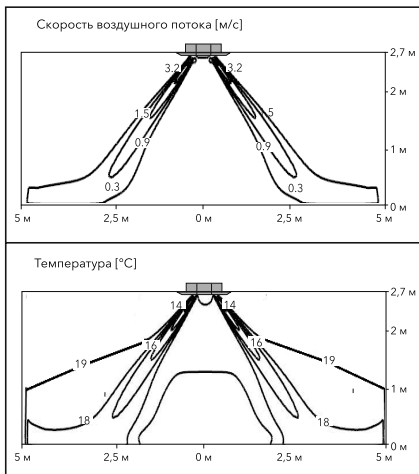 Скорость воздушного потока [м/с]
2,7 м
3.2 3.2
2 м
1.5 5
0.9 0.9
1 м
0.3 0.3
0 м
5 м 2,5 м 0 м 2,5 м 5 м
Температура [°C]
2,7 м
14 14
2 м
16 16
19 19
1 м
18 18
0 м
5 м 2,5 м 0 м 2,5 м 5 м